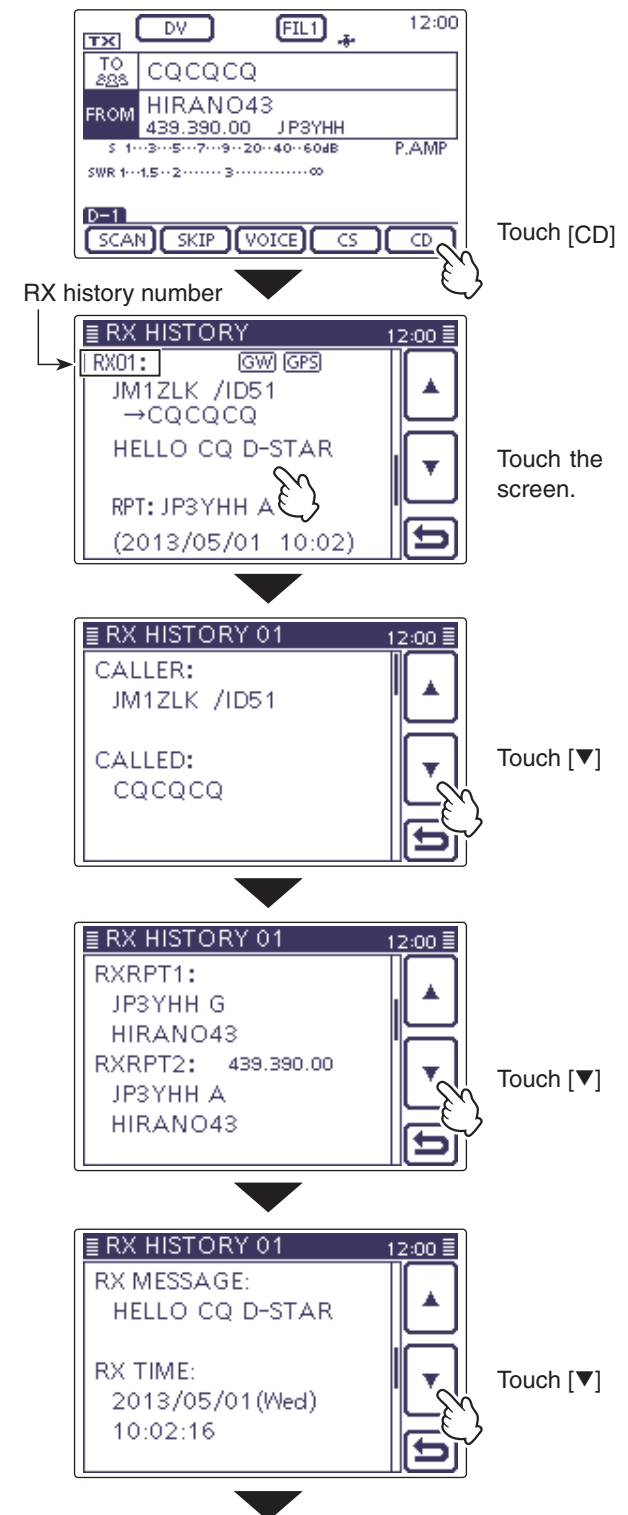 DV FIL1 12:00
TX
TO CQCQCQ
FROM HIRANO43
439.390.00 JP3YHH
S 1··3··5··7··9··20··40··60dB P.AMP
SWR 1··1.5··2······3············∞
D-1
SCAN SKIP VOICE CS CD
Touch [CD]
RX history number
RX HISTORY 12:00
RX01: GW GPS
JM1ZLK /ID51
→CQCQCQ
HELLO CQ D-STAR
RPT: JP3YHH A
(2013/05/01 10:02)
▲
▼
Touch the
screen.
RX HISTORY 01 12:00
CALLER:
JM1ZLK /ID51
CALLED:
CQCQCQ
▲
▼
Touch [▼]
RX HISTORY 01 12:00
RXRPT1:
JP3YHH G
HIRANO43
RXRPT2: 439.390.00
JP3YHH A
HIRANO43
▲
▼
Touch [▼]
RX HISTORY 01 12:00
RX MESSAGE:
HELLO CQ D-STAR
RX TIME:
2013/05/01(Wed)
10:02:16
▲
▼
Touch [▼]